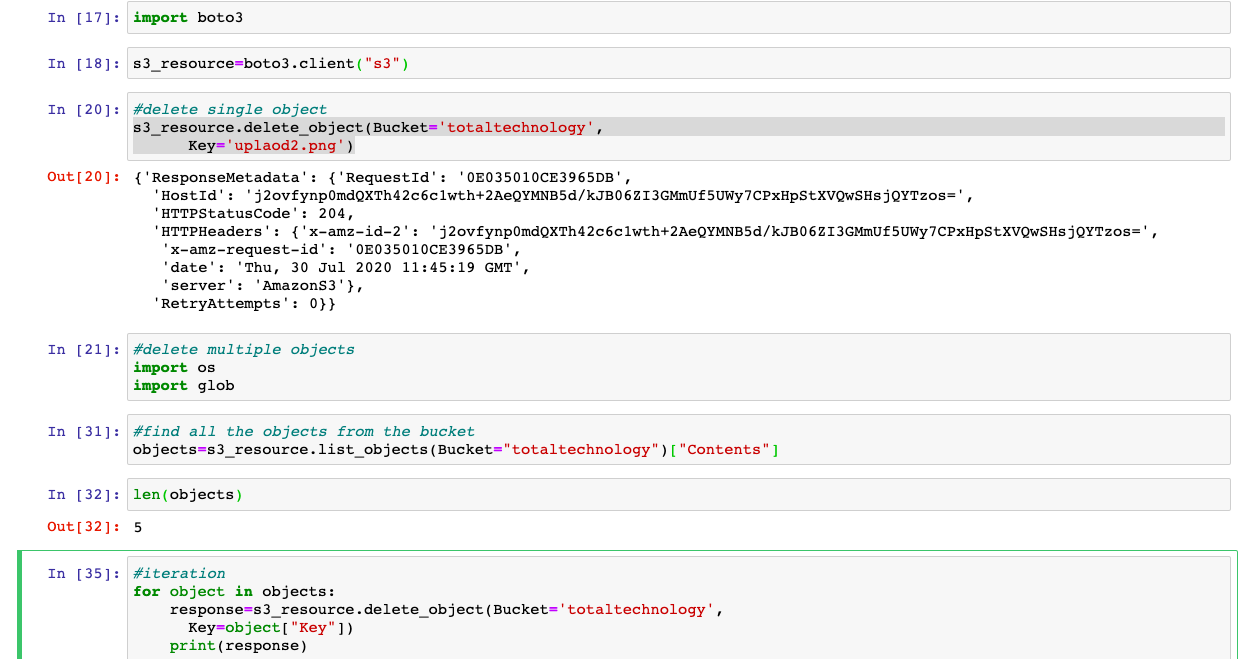 In [17]: import boto3
In [18]: s3_resource=boto3.client("s3")
In [20]: #delete single object
s3_resource.delete_object(Bucket='totaltechnology',
Key='uplaod2.png')
Out[20]: {'ResponseMetadata': {'RequestId': '0E035010CE3965DB',
'HostId': 'j2ovfynp0mdQXTh42c6c1wth+2AeQYMNB5d/kJB06ZI3GMmUf5UWy7CPxHpStXVQwSHsjQYTzos=',
'HTTPStatusCode': 204,
'HTTPHeaders': {'x-amz-id-2': 'j2ovfynp0mdQXTh42c6c1wth+2AeQYMNB5d/kJB06ZI3GMmUf5UWy7CPxHpStXVQwSHsjQYTzos=',
'x-amz-request-id': '0E035010CE3965DB',
'date': 'Thu, 30 Jul 2020 11:45:19 GMT',
'server': 'AmazonS3'},
'RetryAttempts': 0}}
In [21]: #delete multiple objects
import os
import glob
In [31]: #find all the objects from the bucket
objects=s3_resource.list_objects(Bucket="totaltechnology")["Contents"]
In [32]: len(objects)
Out[32]: 5
In [35]: #iteration
for object in objects:
response=s3_resource.delete_object(Bucket='totaltechnology',
Key=object["Key"])
print(response)